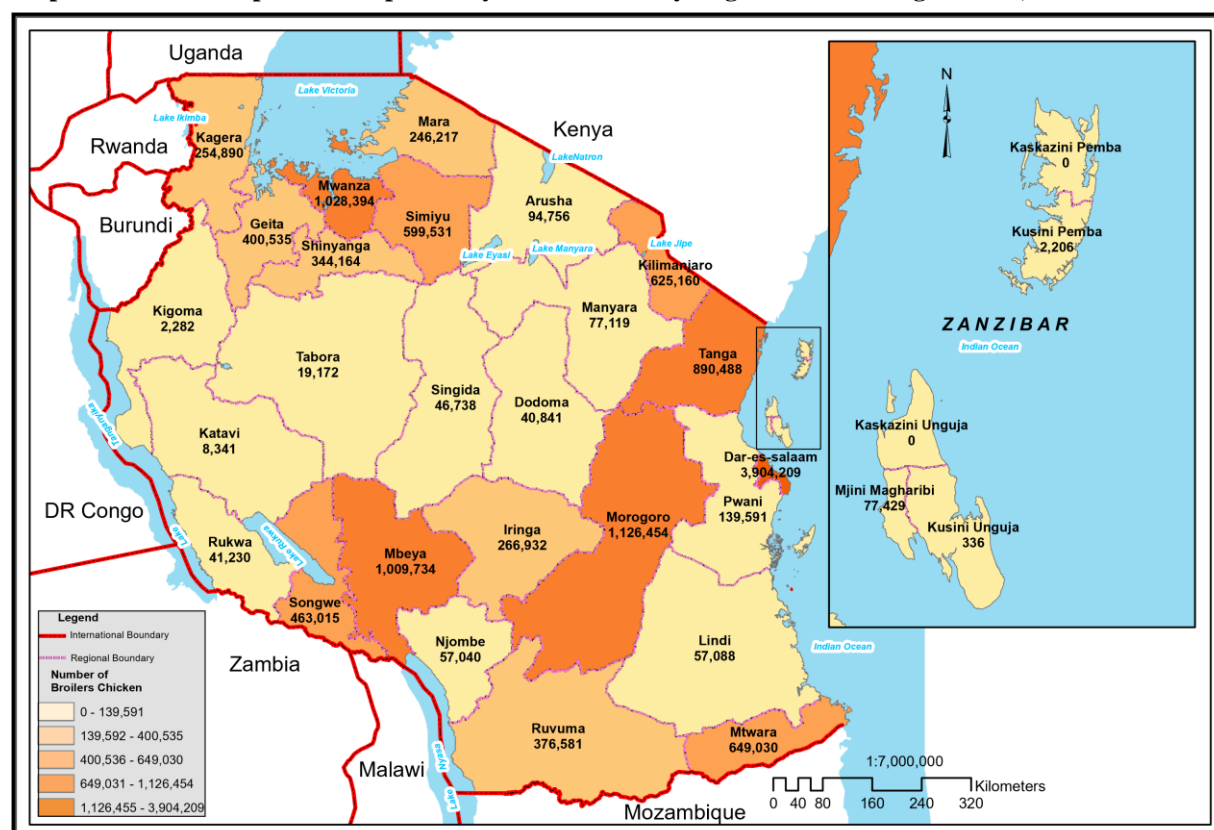 Uganda
Rwanda
Burundi
DR Congo
Zambia
Malawi
Mozambique
Kenya
Lake Victoria
Lake Ikimba
LakeNatron
Lake Eyasi
Lake Manyara
Lake Jipe
Lake
Tanganyika
Lake Rukwa
Lake
Nyasa
Indian Ocean
Kagera
254,890
Mara
246,217
Mwanza
1,028,394
Simiyu
599,531
Arusha
94,756
Geita
400,535
Shinyanga
344,164
Kilimanjaro
625,160
Kigoma
2,282
Manyara
77,119
Tabora
19,172
Tanga
890,488
Singida
46,738
Dodoma
40,841
Katavi
8,341
Dar-es-salaam
3,904,209
Pwani
139,591
Morogoro
1,126,454
Iringa
266,932
Mbeya
1,009,734
Rukwa
41,230
Songwe
463,015
Njombe
57,040
Lindi
57,088
Ruvuma
376,581
Mtwara
649,030
N
Kaskazini Pemba
0
Kusini Pemba
2,206
ZANZIBAR
Indian Ocean
Kaskazini Unguja
0
Mjini Magharibi
77,429
Kusini Unguja
336
Legend
International Boundary
Regional Boundary
Number of
Broilers Chicken
0 - 139,591
139,592 - 400,535
400,536 - 649,030
649,031 - 1,126,454
1,126,455 - 3,904,209
1:7,000,000
Kilometers
0 40 80 160 240 320